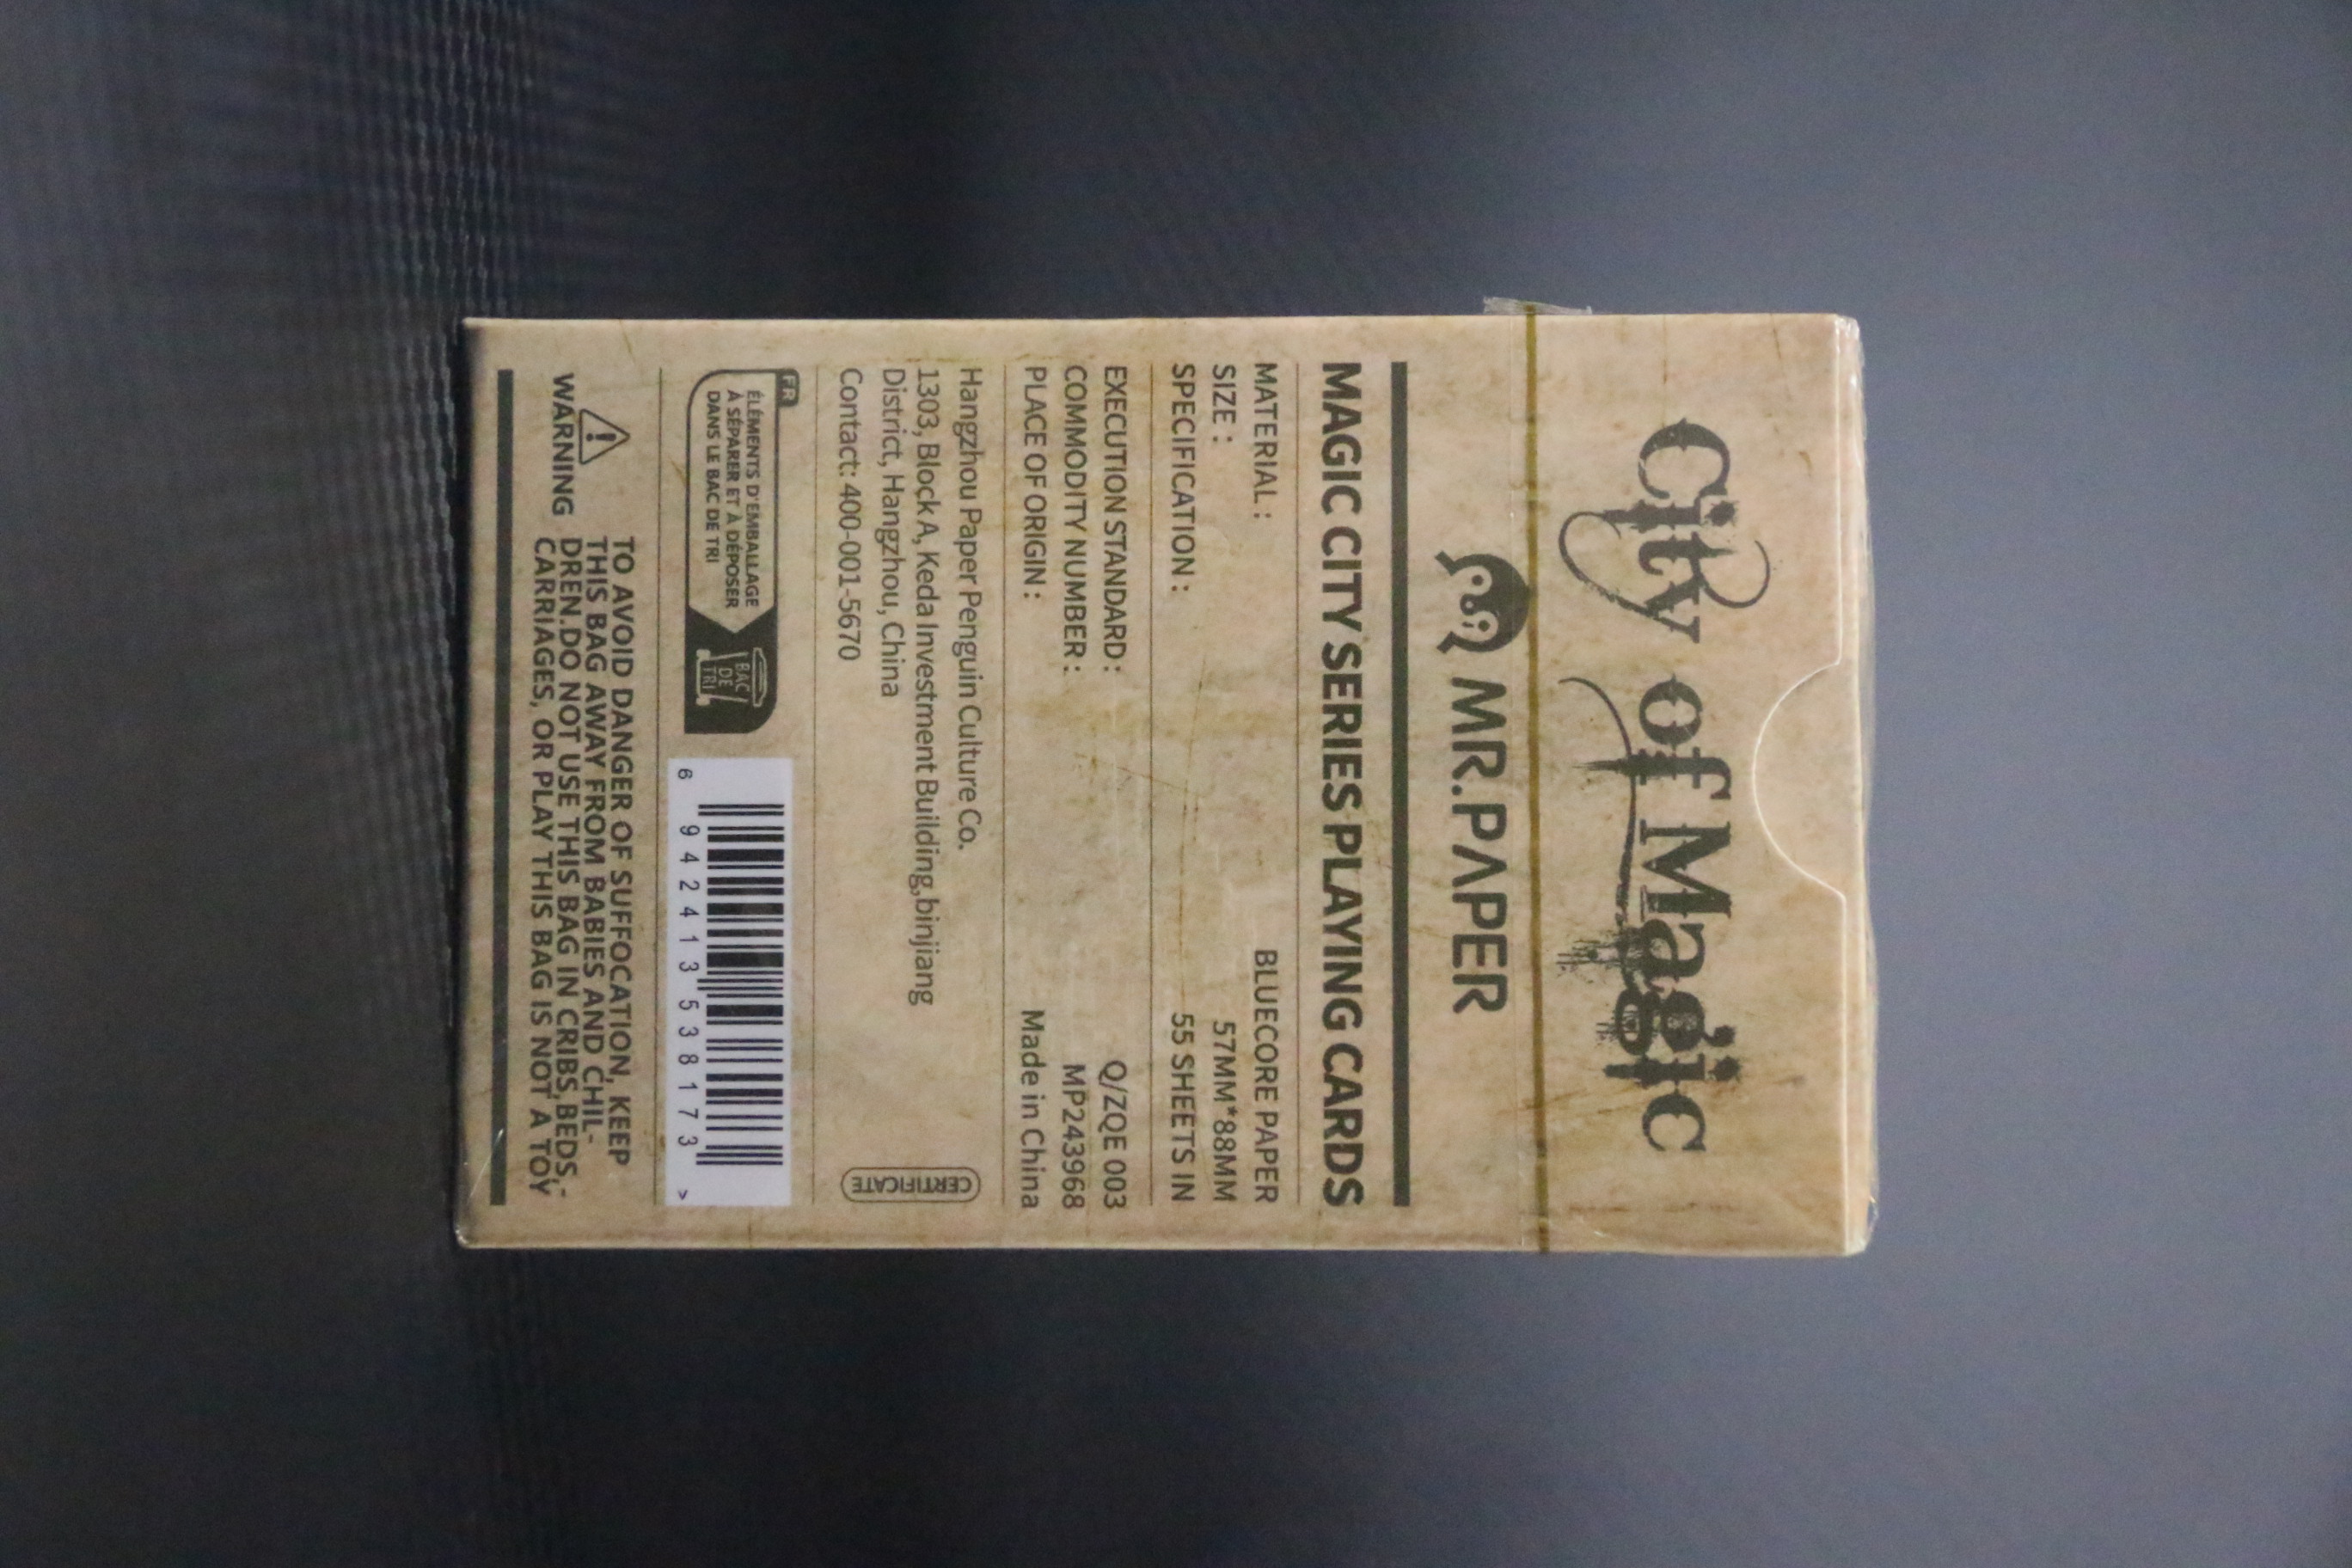 City of Magic
MR.PAPER
MAGIC CITY SERIES PLAYING CARDS
MATERIAL : BLUECORE PAPER
SIZE : 57MM*88MM
SPECIFICATION : 55 SHEETS IN
EXECUTION STANDARD : Q/ZQE 003
COMMODITY NUMBER : MP243968
PLACE OF ORIGIN : Made in China
Hangzhou Paper Penguin Culture Co.
1303, Block A, Keda Investment Building,binjiang
District, Hangzhou, China
Contact: 400-001-5670
CERTIFICATE
FR
ÉLÉMENTS D'EMBALLAGE
À SÉPARER ET À DÉPOSER
DANS LE BAC DE TRI
BAC
DE
TRI
6 942413 538173 >
WARNING
TO AVOID DANGER OF SUFFOCATION, KEEP
THIS BAG AWAY FROM BABIES AND CHIL-
DREN.DO NOT USE THIS BAG IN CRIBS,BEDS,-
CARRIAGES, OR PLAY THIS BAG IS NOT A TOY